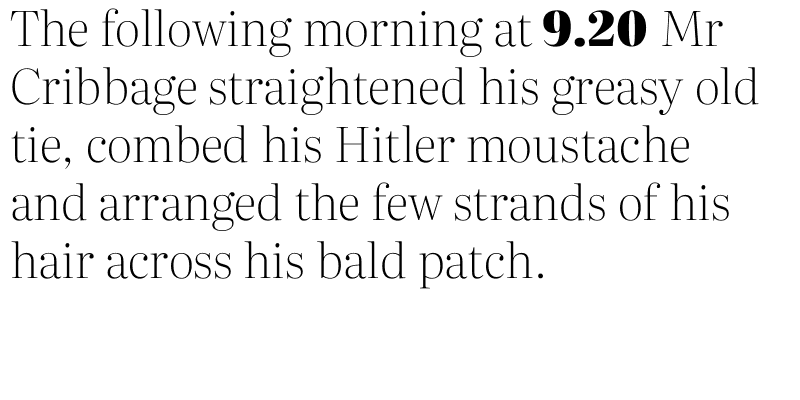 The following morning at 9.20 Mr
Cribbage straightened his greasy old
tie, combed his Hitler moustache
and arranged the few strands of his
hair across his bald patch.